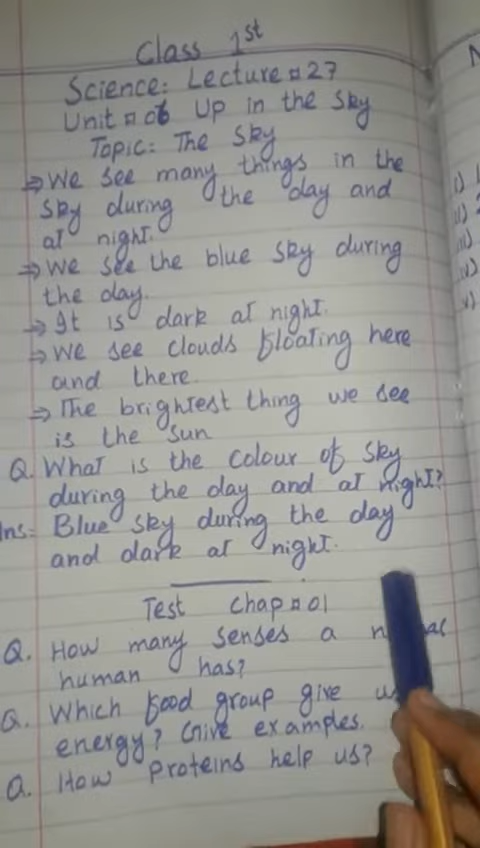 Class 1st
Science: Lecture # 27
Unit # 06 Up in the Sky
Topic: The Sky
⇒ We see many things in the
sky during the day and
at night.
⇒ We see the blue sky during
the day.
→ It is dark at night.
⇒ We see clouds floating here
and there.
⇒ The brightest thing we see
is the sun
Q. What is the colour of sky
during the day and at night?
Ans= Blue sky during the day
and dark at night.
Test Chap # 01
Q. How many senses a
human has?
Q. Which food group give us
energy? Give examples.
Q. How proteins help us?
i)
ii)
iii)
iv)
v)